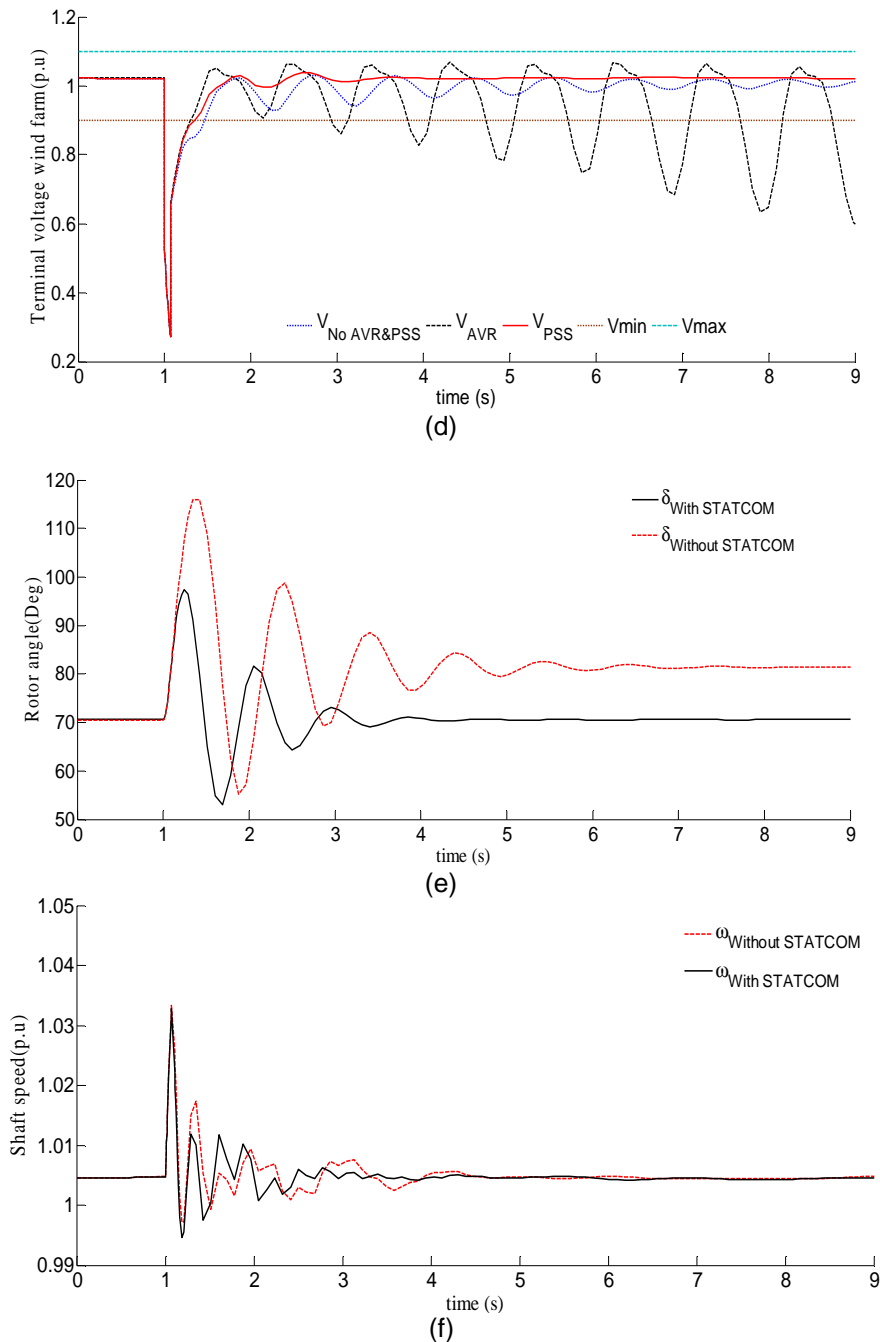 1.2
1
0.8
0.6
0.4
0.2
Terminal voltage wind farm(p.u)
V No AVR&PSS V AVR V PSS Vmin Vmax
0 1 2 3 4 5 6 7 8 9
time (s)
(d)
120
110
100
90
80
70
60
50
Rotor angle(Deg)
δ With STATCOM
δ Without STATCOM
0 1 2 3 4 5 6 7 8 9
time (s)
(e)
1.05
1.04
1.03
1.02
1.01
1
0.99
Shaft speed(p.u)
ω Without STATCOM
ω With STATCOM
0 1 2 3 4 5 6 7 8 9
time (s)
(f)